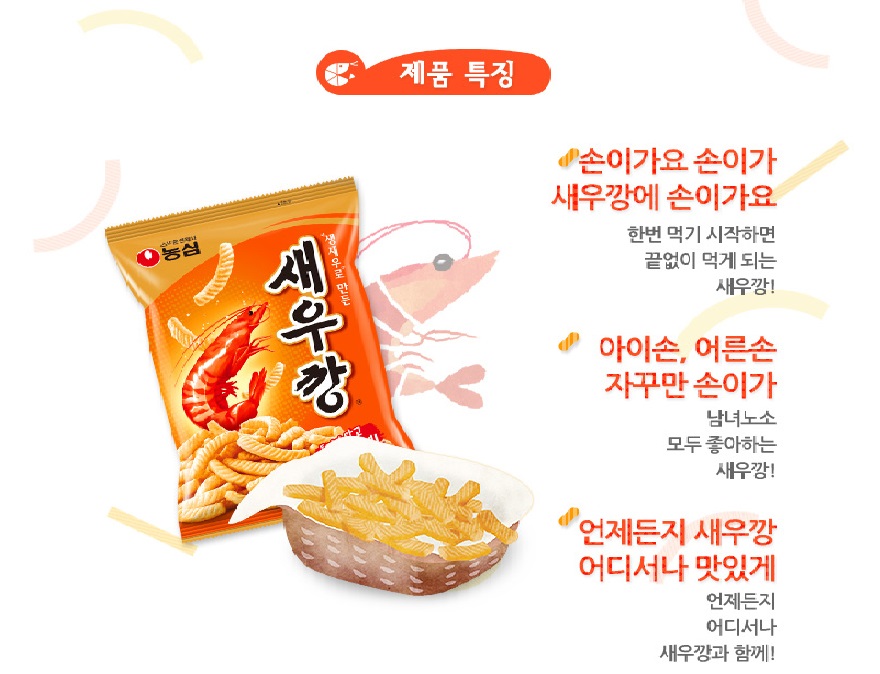 제품 특징
손이가요 손이가
새우깡에 손이가요
한번 먹기 시작하면
끝없이 먹게 되는
새우깡!
아이손, 어른손
자꾸만 손이가
남녀노소
모두 좋아하는
새우깡!
언제든지 새우깡
어디서나 맛있게
언제든지
어디서나
새우깡과 함께!
농심
생새우로 만든
새우깡